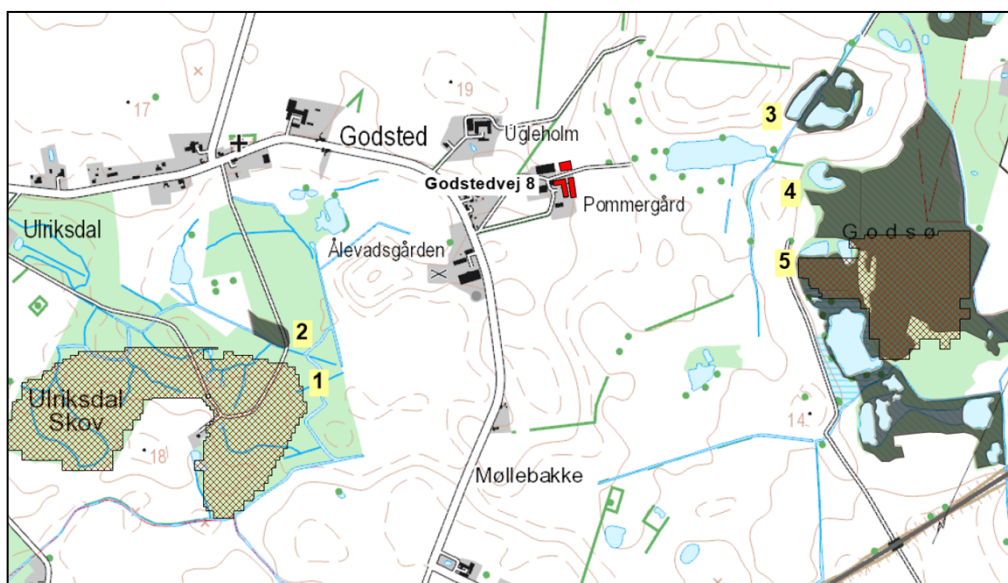 17
19
3
Godsted
Ugleholm
Godstedvej 8
4
Pommergård
Ulriksdal
Godsø
Ålevadsgården
5
2
1
Ulriksdal
Skov
14
18
Møllebakke